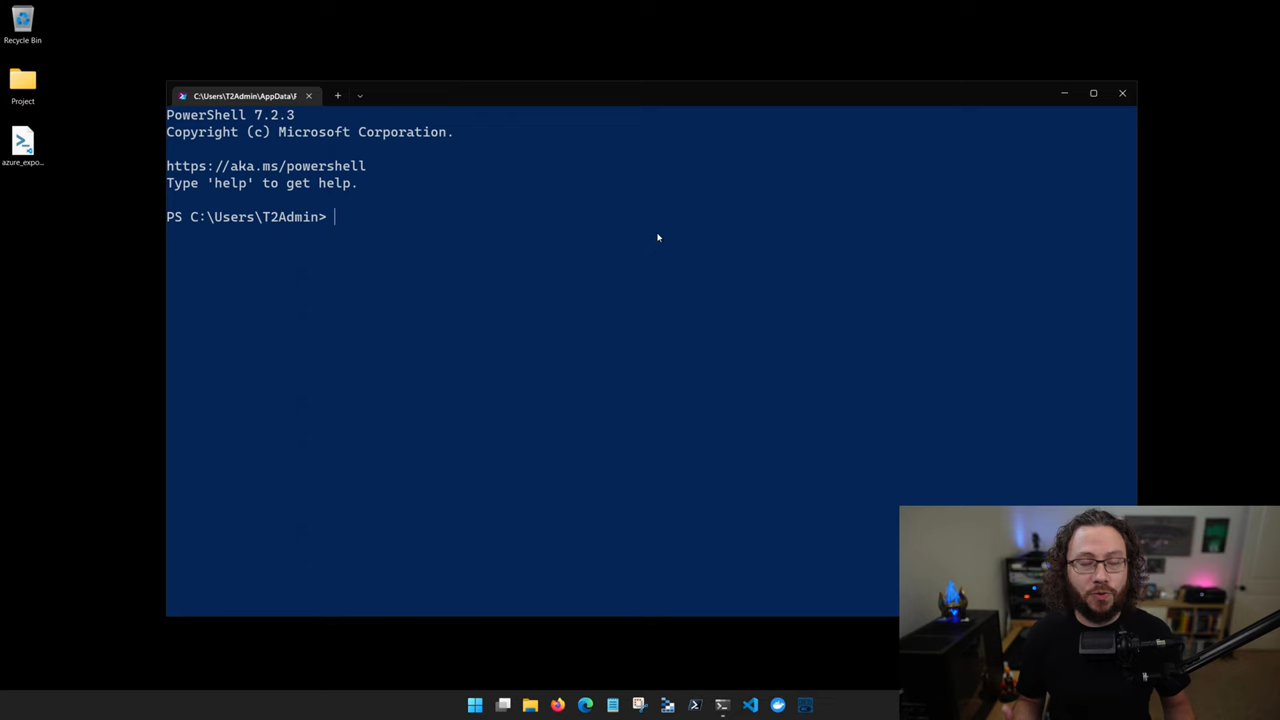 Recycle Bin
Project
azure_expo...
C:\Users\T2Admin\AppData\F
PowerShell 7.2.3
Copyright (c) Microsoft Corporation.
https://aka.ms/powershell
Type 'help' to get help.
PS C:\Users\T2Admin>